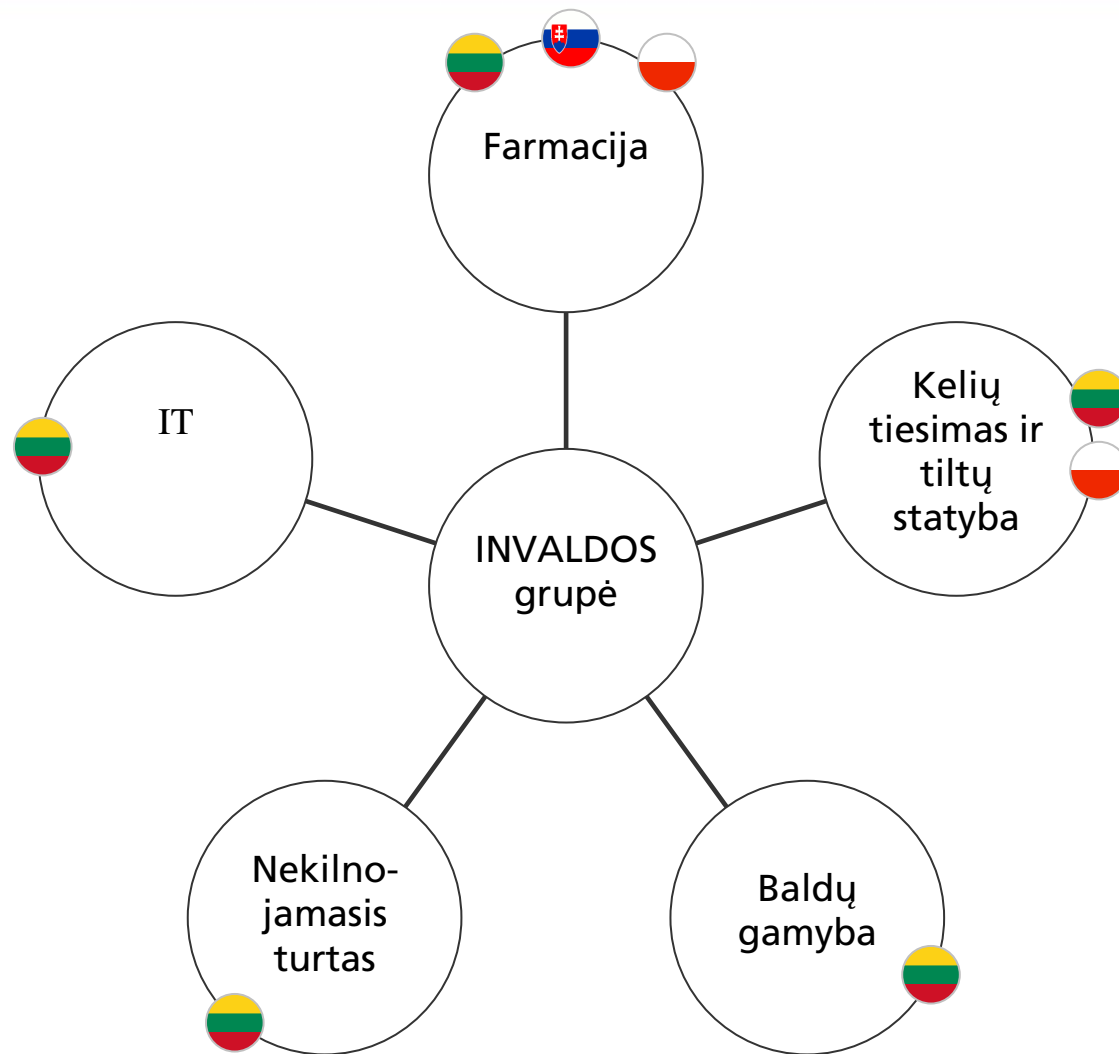 Farmacija
IT
Kelių
tiesimas ir
tiltų
statyba
INVALDOS
grupė
Nekilno-
jamasis
turtas
Baldų
gamyba